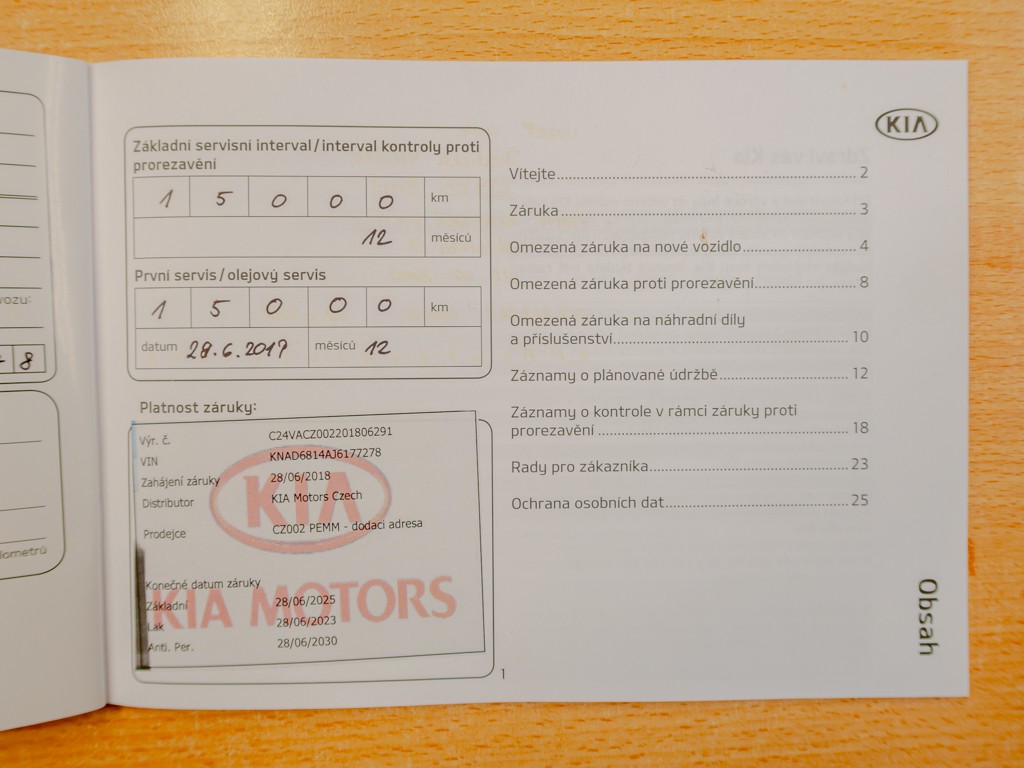 vozu:
8
lometrů
Základní servisní interval/interval kontroly proti
prorezavění
1 5 0 0 0 km
12 měsíců
První servis/olejový servis
1 5 0 0 0 km
datum 28.6.2019 měsíců 12
Platnost záruky:
Výr. č. C24VACZ002201806291
VIN KNAD6814AJ6177278
Zahájení záruky 28/06/2018
Distributor KIA Motors Czech
Prodejce CZ002 PEMM - dodaci adresa
Konečné datum záruky
Základní 28/06/2025
Lak 28/06/2023
Anti. Per. 28/06/2030
KIA
KIA MOTORS
1
KIA
Vítejte 2
Záruka 3
Omezená záruka na nové vozidlo 4
Omezená záruka proti prorezavění 8
Omezená záruka na náhradní díly
a příslušenství 10
Záznamy o plánované údržbě 12
Záznamy o kontrole v rámci záruky proti
prorezavění 18
Rady pro zákazníka 23
Ochrana osobních dat 25
Obsah